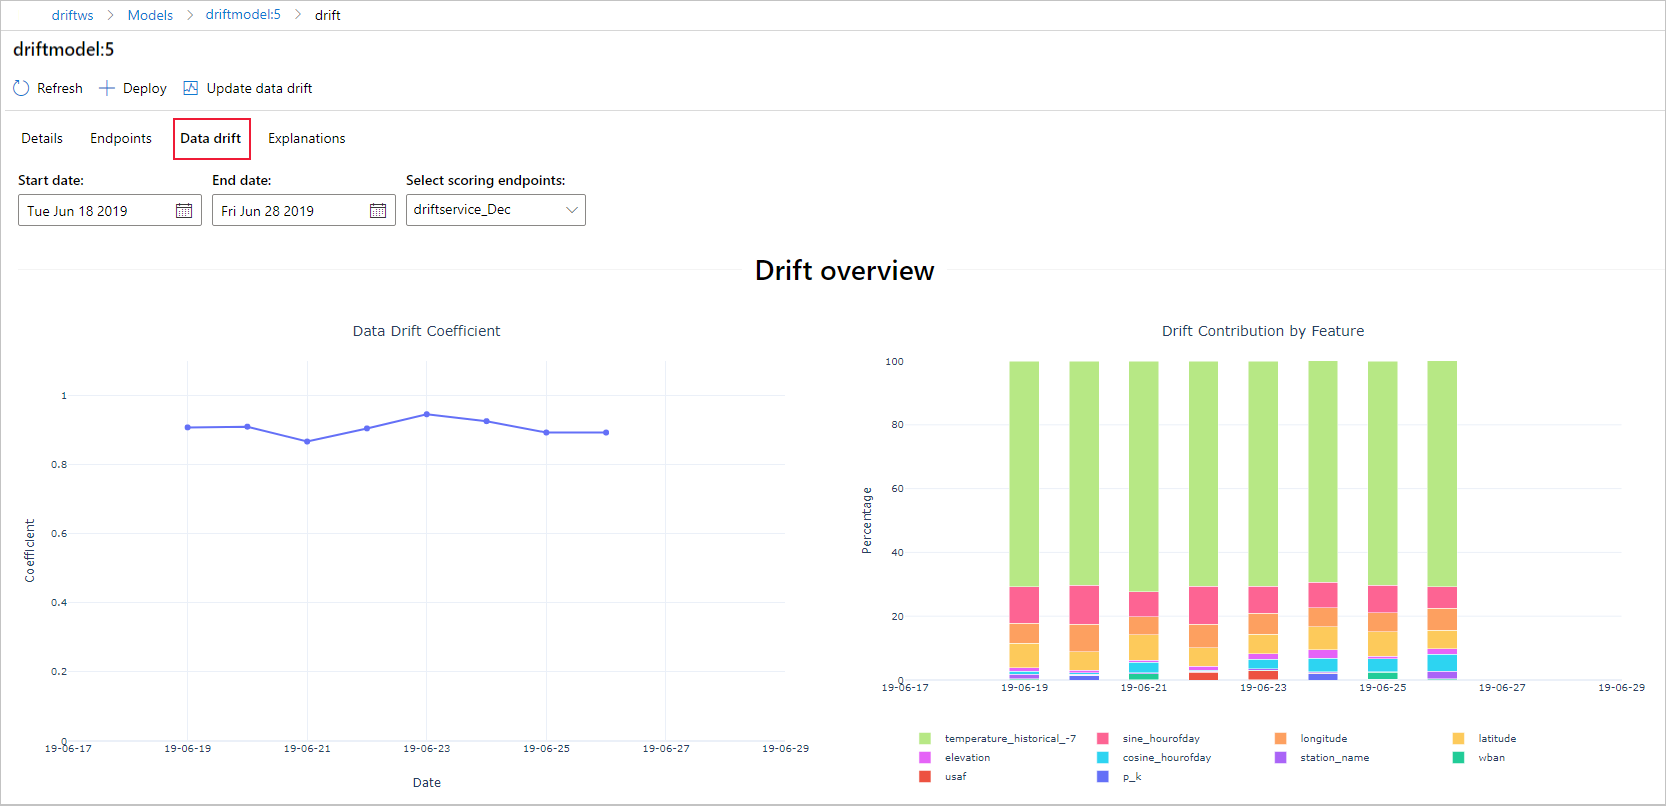 driftws > Models > driftmodel:5 > drift
driftmodel:5
Refresh Deploy Update data drift
Details Endpoints Data drift Explanations
Start date: End date: Select scoring endpoints:
Tue Jun 18 2019 Fri Jun 28 2019 driftservice_Dec
Drift overview
Data Drift Coefficient
1
0.8
0.6
0.4
0.2
0
Coefficient
19-06-17 19-06-19 19-06-21 19-06-23 19-06-25 19-06-27 19-06-29
Date
Drift Contribution by Feature
100
80
60
40
20
0
Percentage
19-06-17 19-06-19 19-06-21 19-06-23 19-06-25 19-06-27 19-06-29
temperature_historical_-7 sine_hourofday longitude latitude
elevation cosine_hourofday station_name wban
usaf p_k